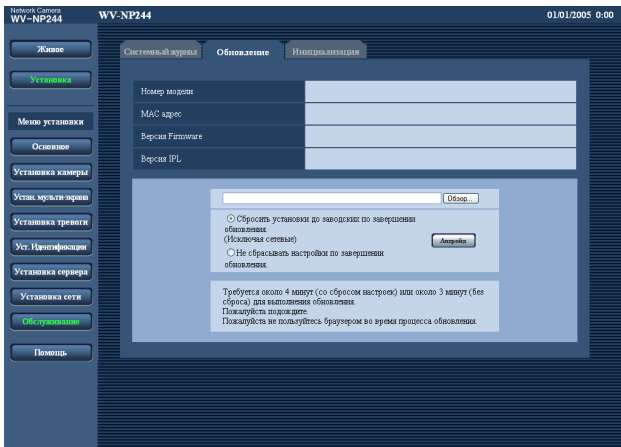 Network Camera
WV-NP244
WV-NP244
01/01/2005 0:00
Живое
Установка
Меню установки
Основное
Установка камеры
Устан. мульти-экрана
Установка тревоги
Уст. Идентификации
Установка сервера
Установка сети
Обслуживание
Помощь
Системный журнал
Обновление
Инициализация
Номер модели
MAC адрес
Версия Firmware
Версия IPL
Обзор...
Сбросить установки до заводских по завершении
обновления.
(Исключая сетевые)
Не сбрасывать настройки по завершении
обновления.
Апгрейд
Требуется около 4 минут (со сбросом настроек) или около 3 минут (без
сброса) для выполнения обновления.
Пожалуйста подождите.
Пожалуйста не пользуйтесь браузером во время процесса обновления.